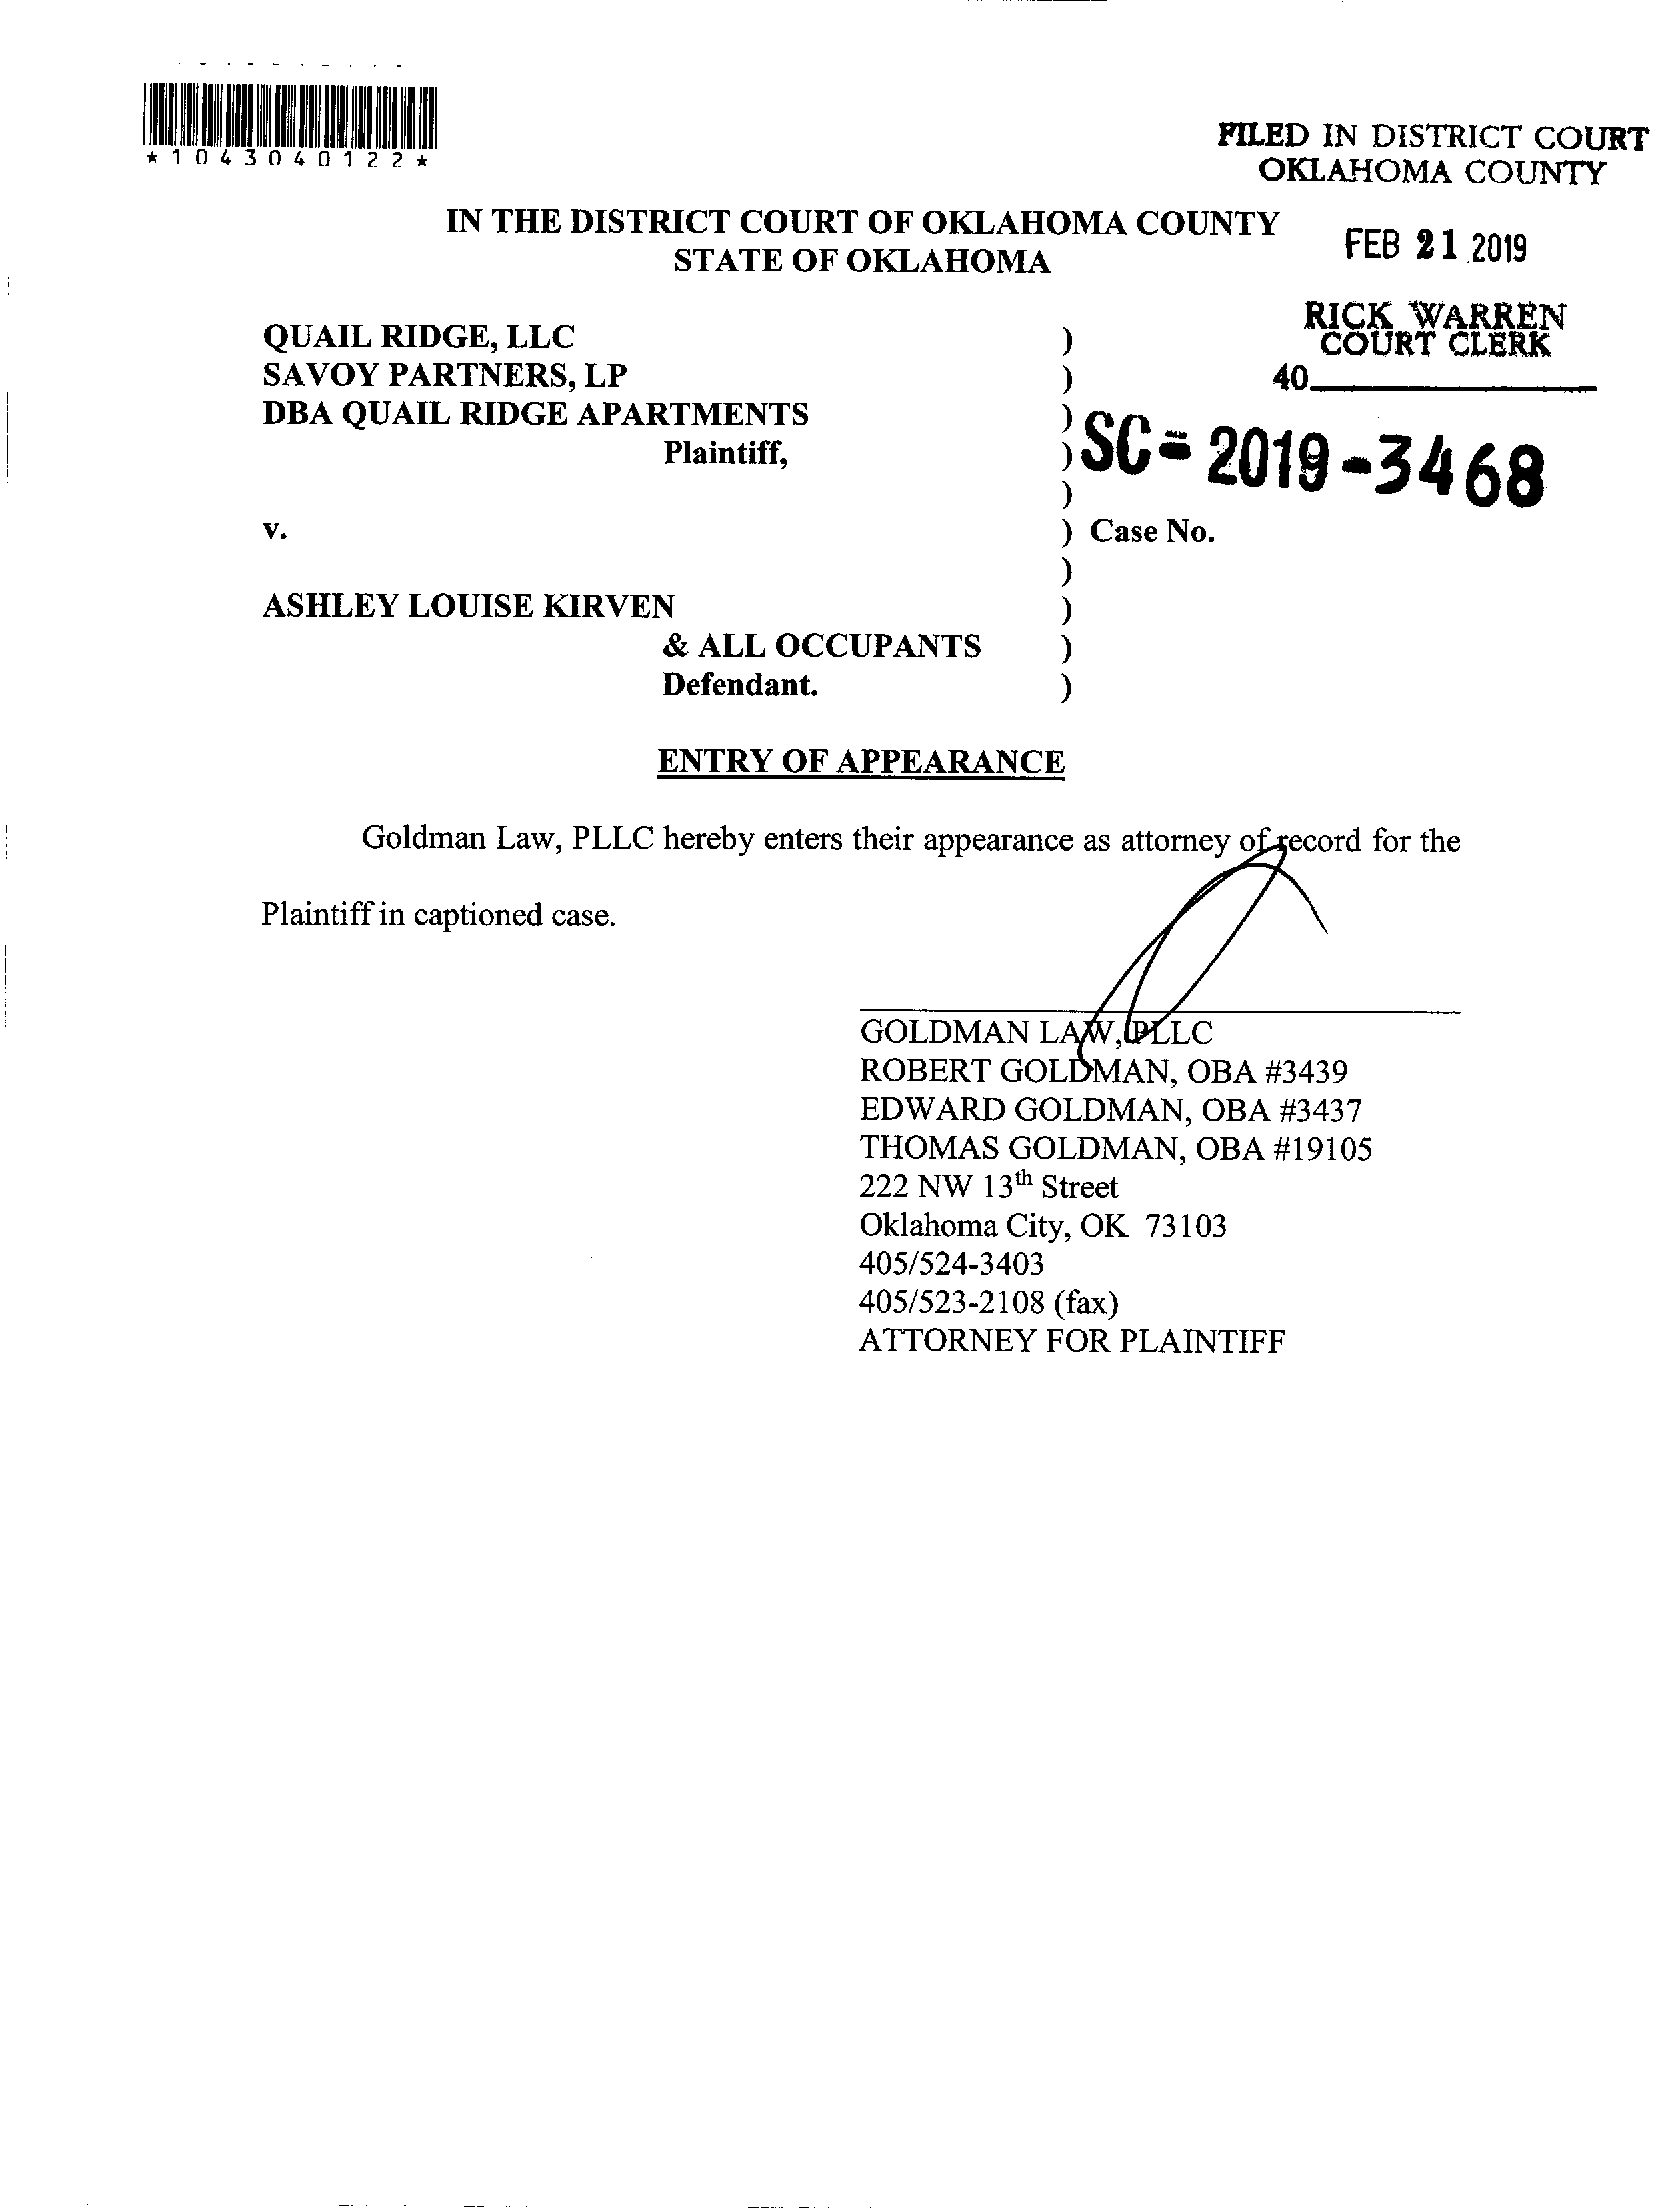 *1043040122*
FILED IN DISTRICT COURT
OKLAHOMA COUNTY
IN THE DISTRICT COURT OF OKLAHOMA COUNTY
STATE OF OKLAHOMA
FEB 21 2019
RICK WARREN
COURT CLERK
40
QUAIL RIDGE, LLC )
SAVOY PARTNERS, LP )
DBA QUAIL RIDGE APARTMENTS )
Plaintiff, ) SC-2019-3468
)
v. ) Case No.
)
ASHLEY LOUISE KIRVEN )
& ALL OCCUPANTS )
Defendant. )
ENTRY OF APPEARANCE
Goldman Law, PLLC hereby enters their appearance as attorney of record for the
Plaintiff in captioned case.
GOLDMAN LAW, PLLC
ROBERT GOLDMAN, OBA #3439
EDWARD GOLDMAN, OBA #3437
THOMAS GOLDMAN, OBA #19105
222 NW 13th Street
Oklahoma City, OK 73103
405/524-3403
405/523-2108 (fax)
ATTORNEY FOR PLAINTIFF